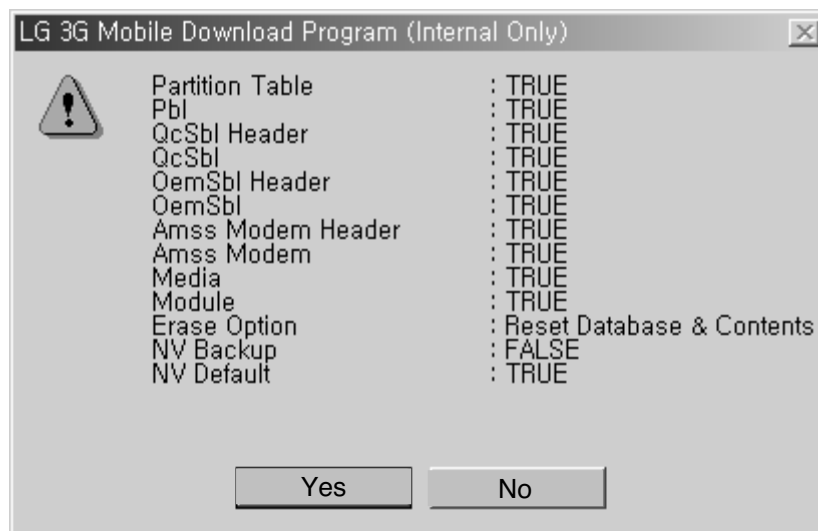 LG 3G Mobile Download Program (Internal Only)
Partition Table : TRUE
Pbl : TRUE
QcSbl Header : TRUE
QcSbl : TRUE
OemSbl Header : TRUE
OemSbl : TRUE
Amss Modem Header : TRUE
Amss Modem : TRUE
Media : TRUE
Module : TRUE
Erase Option : Reset Database & Contents
NV Backup : FALSE
NV Default : TRUE
Yes No